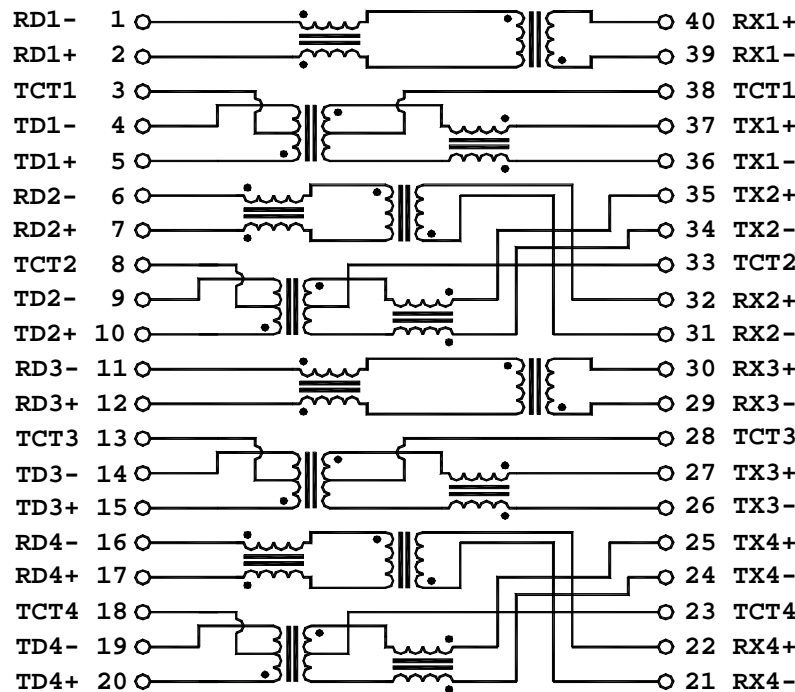 RD1- 1 40 RX1+
RD1+ 2 39 RX1-
TCT1 3 38 TCT1
TD1- 4 37 TX1+
TD1+ 5 36 TX1-
RD2- 6 35 TX2+
RD2+ 7 34 TX2-
TCT2 8 33 TCT2
TD2- 9 32 RX2+
TD2+ 10 31 RX2-
RD3- 11 30 RX3+
RD3+ 12 29 RX3-
TCT3 13 28 TCT3
TD3- 14 27 TX3+
TD3+ 15 26 TX3-
RD4- 16 25 TX4+
RD4+ 17 24 TX4-
TCT4 18 23 TCT4
TD4- 19 22 RX4+
TD4+ 20 21 RX4-